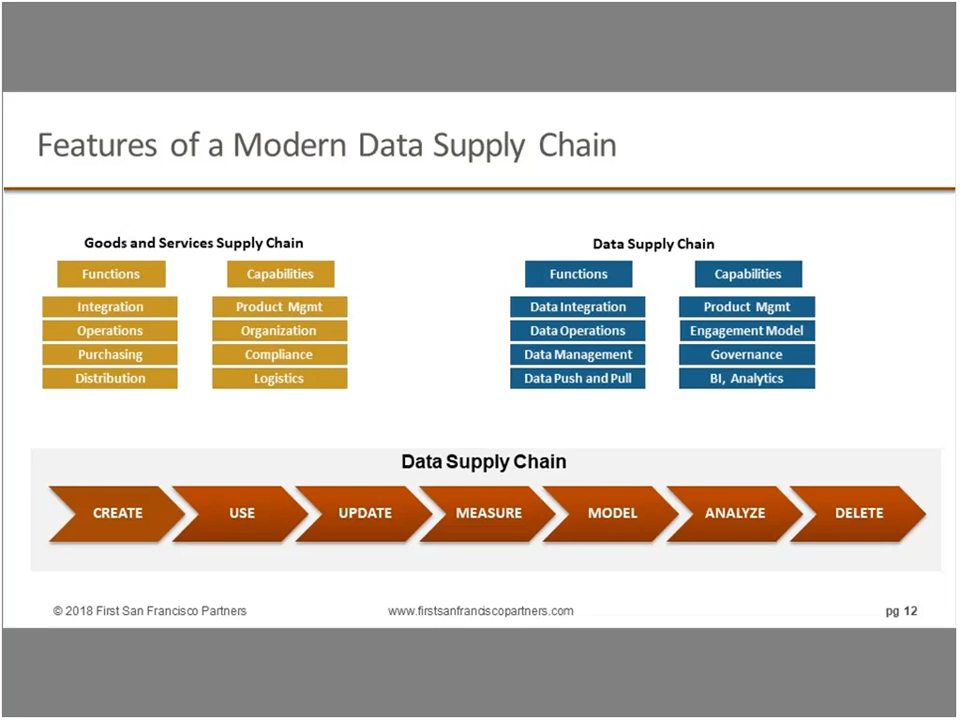 Features of a Modern Data Supply Chain
Goods and Services Supply Chain
Functions
Integration
Operations
Purchasing
Distribution
Capabilities
Product Mgmt
Organization
Compliance
Logistics
Data Supply Chain
Functions
Data Integration
Data Operations
Data Management
Data Push and Pull
Capabilities
Product Mgmt
Engagement Model
Governance
BI, Analytics
Data Supply Chain
CREATE
USE
UPDATE
MEASURE
MODEL
ANALYZE
DELETE
© 2018 First San Francisco Partners
www.firstsanfranciscopartners.com
pg 12